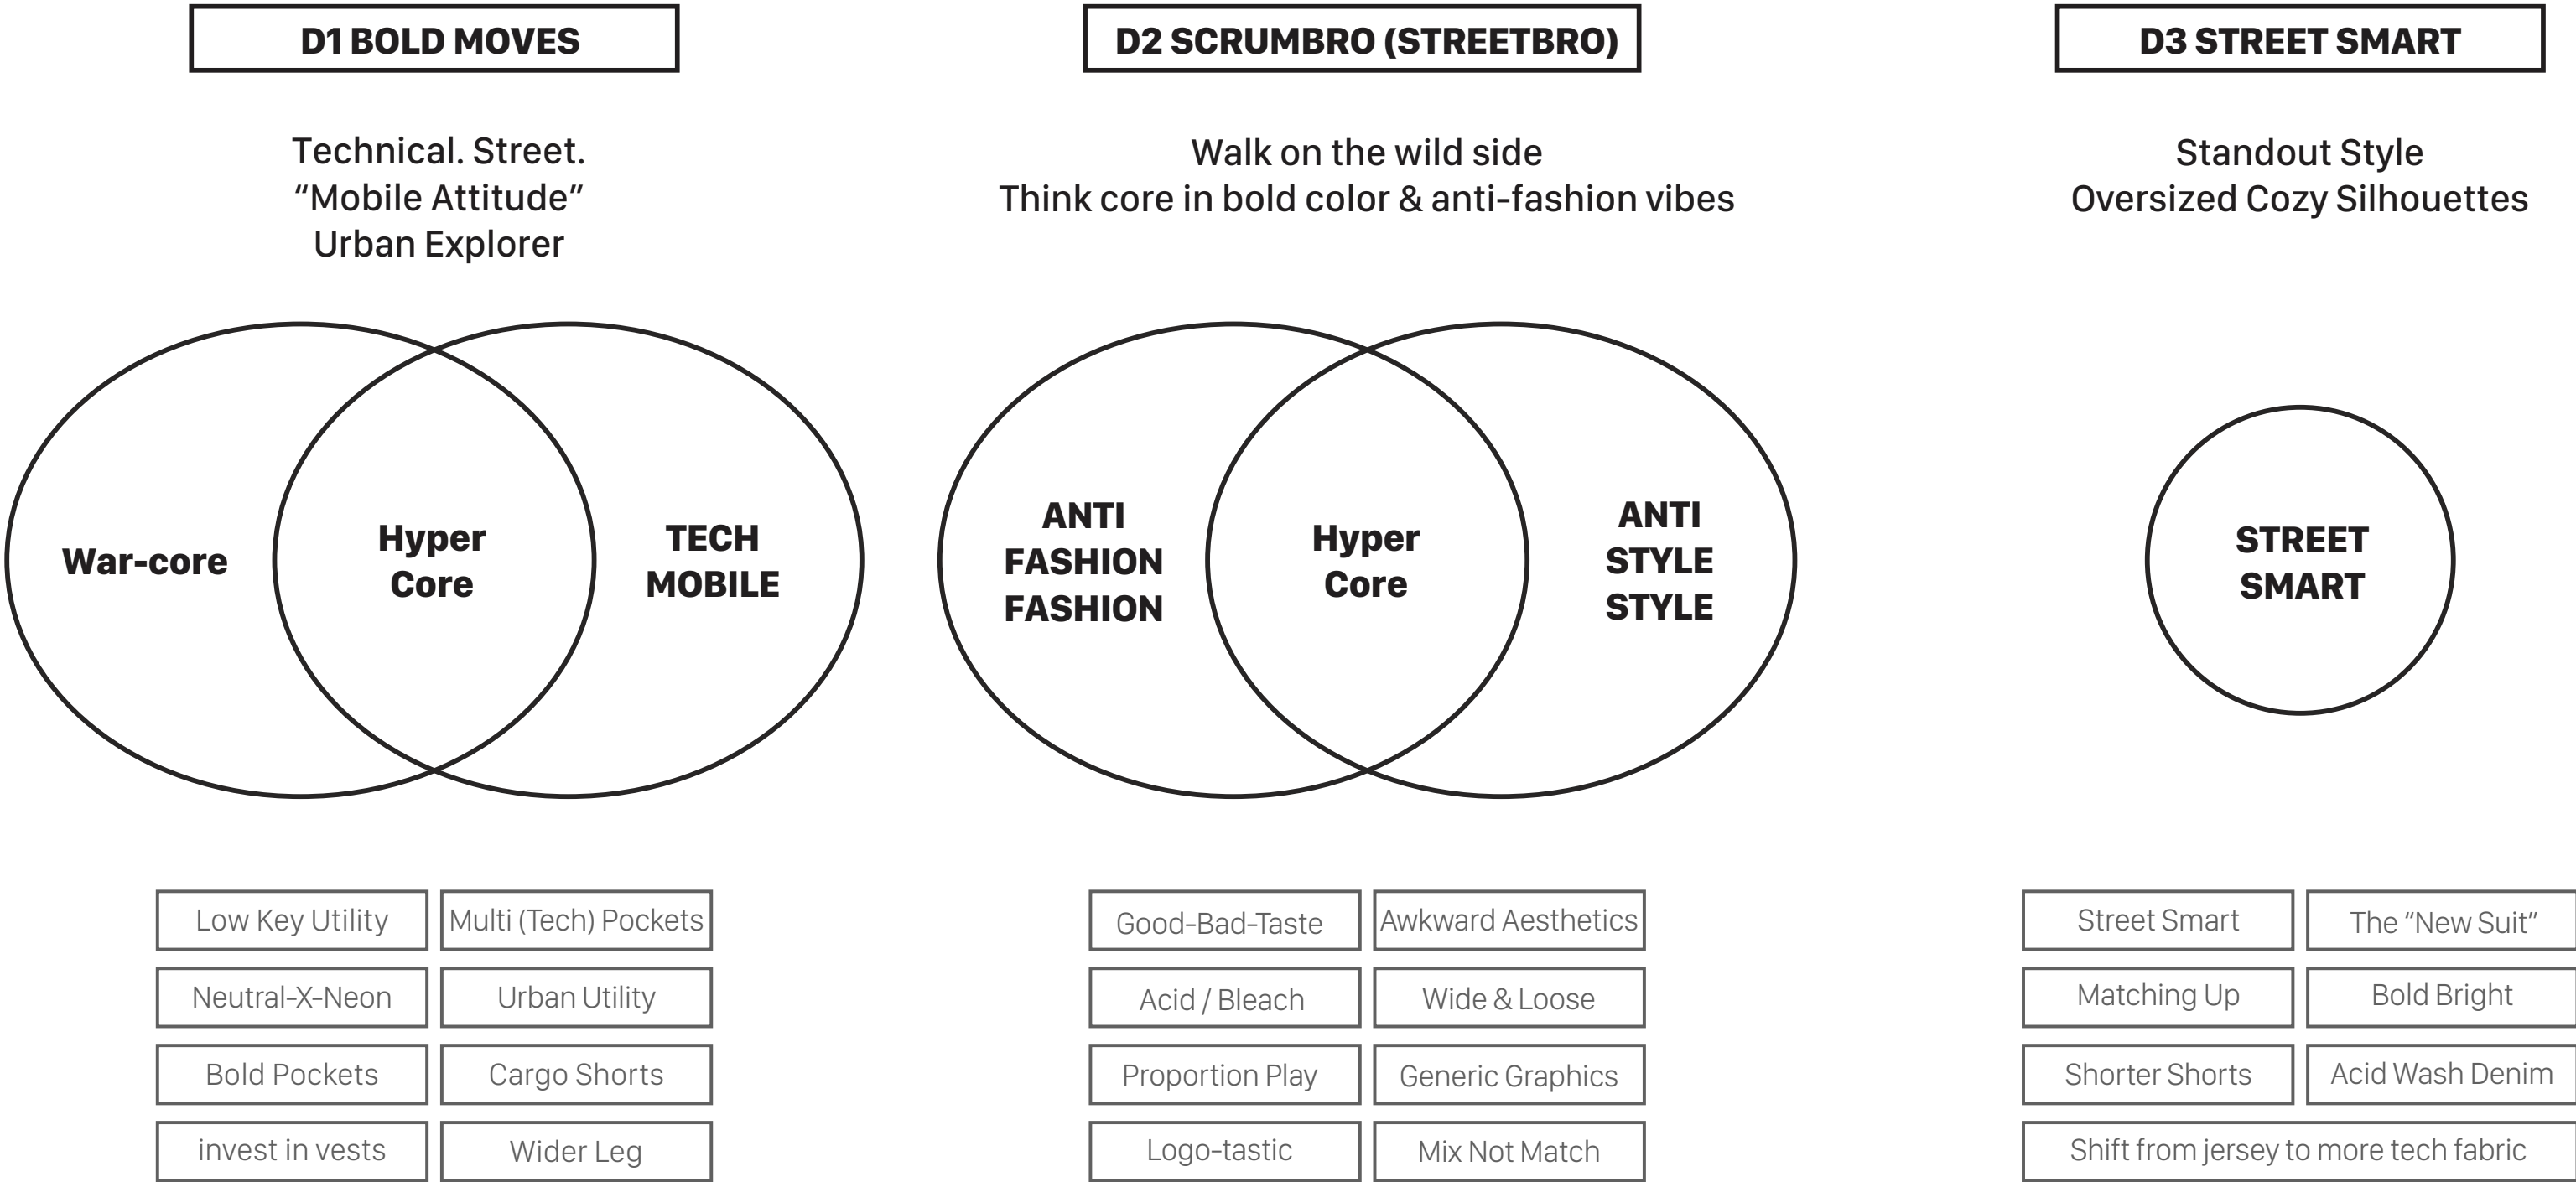 D1 BOLD MOVES
Technical. Street.
“Mobile Attitude”
Urban Explorer
War-core
Hyper
Core
TECH
MOBILE
Low Key Utility
Multi (Tech) Pockets
Neutral-X-Neon
Urban Utility
Bold Pockets
Cargo Shorts
invest in vests
Wider Leg
D2 SCRUMBRO (STREETBRO)
Walk on the wild side
Think core in bold color & anti-fashion vibes
ANTI
FASHION
FASHION
Hyper
Core
ANTI
STYLE
STYLE
Good-Bad-Taste
Awkward Aesthetics
Acid / Bleach
Wide & Loose
Proportion Play
Generic Graphics
Logo-tastic
Mix Not Match
D3 STREET SMART
Standout Style
Oversized Cozy Silhouettes
STREET
SMART
Street Smart
The “New Suit”
Matching Up
Bold Bright
Shorter Shorts
Acid Wash Denim
Shift from jersey to more tech fabric